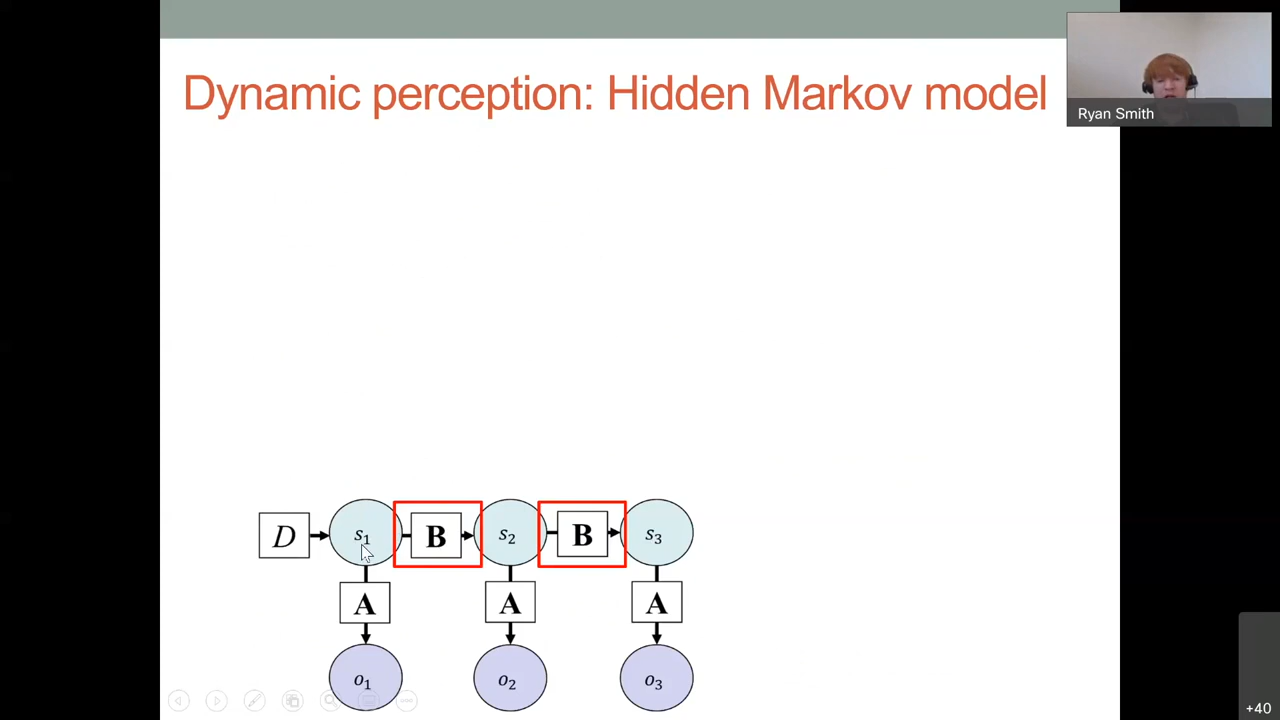 Dynamic perception: Hidden Markov model
Ryan Smith
D s₁ B s₂ B s₃
A A A
o₁ o₂ o₃
+40